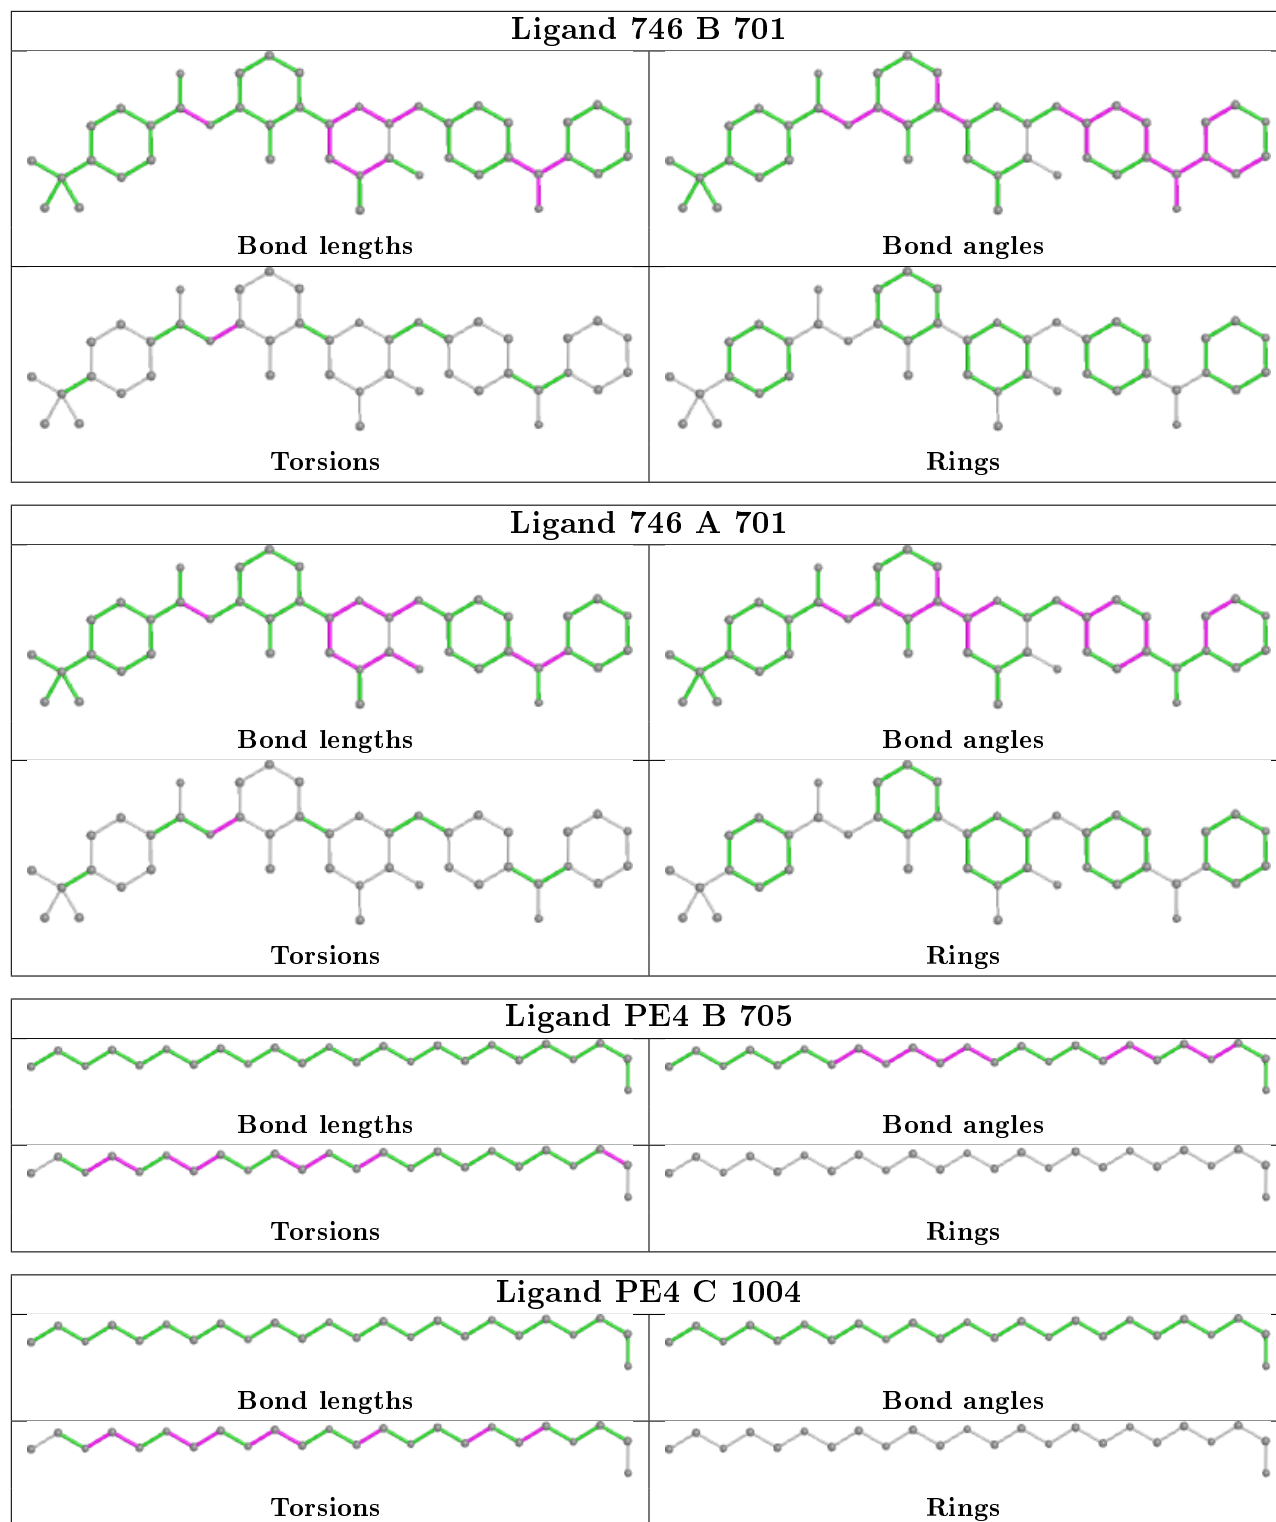 Ligand 746 B 701
Bond lengths
Bond angles
Torsions
Rings
Ligand 746 A 701
Bond lengths
Bond angles
Torsions
Rings
Ligand PE4 B 705
Bond lengths
Bond angles
Torsions
Rings
Ligand PE4 C 1004
Bond lengths
Bond angles
Torsions
Rings